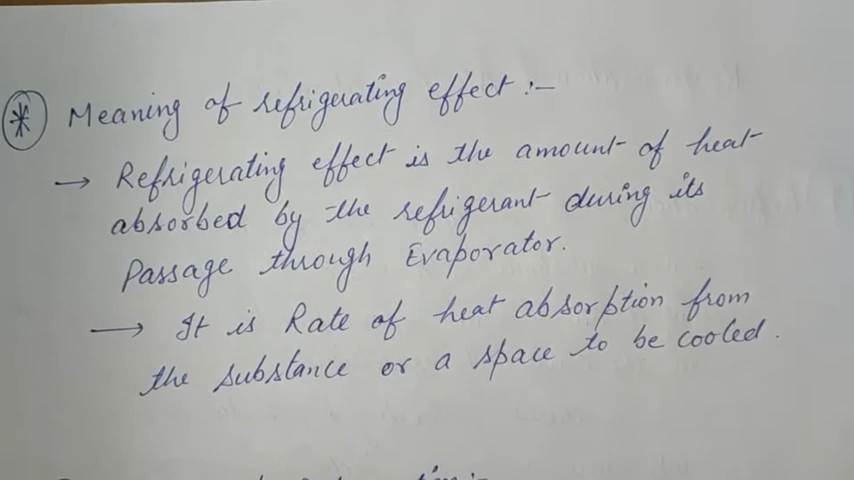 * Meaning of refrigerating effect :-
→ Refrigerating effect is the amount of heat
absorbed by the refrigerant during its
Passage through Evaporator.
→ It is Rate of heat absorption from
the substance or a space to be cooled.